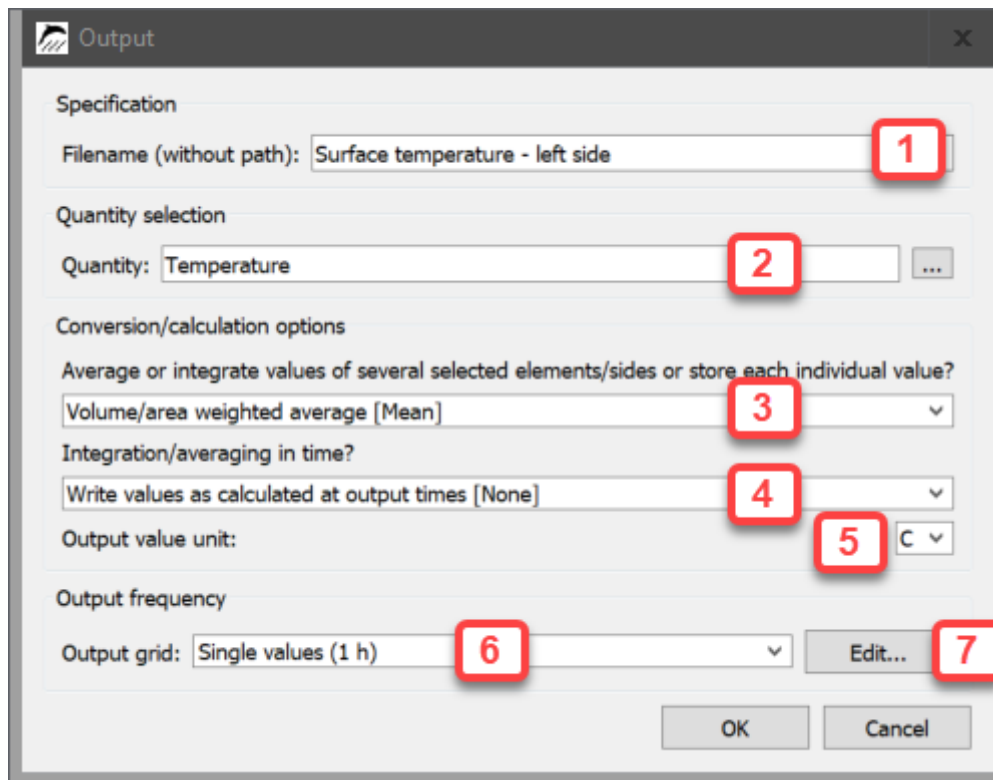 Output
Specification
Filename (without path): Surface temperature - left side 1
Quantity selection
Quantity: Temperature 2 ...
Conversion/calculation options
Average or integrate values of several selected elements/sides or store each individual value?
Volume/area weighted average [Mean] 3
Integration/averaging in time?
Write values as calculated at output times [None] 4
Output value unit: 5 C
Output frequency
Output grid: Single values (1 h) 6 Edit... 7
OK Cancel